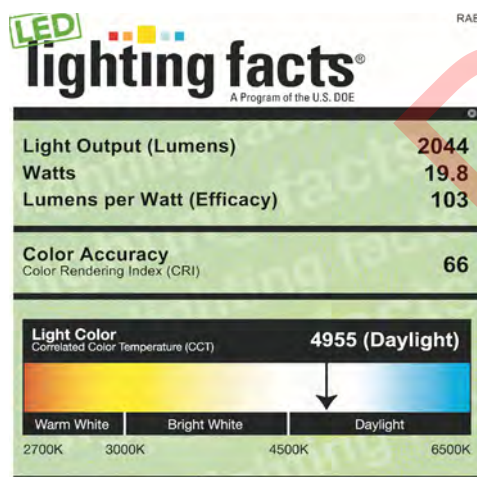 RAB
LED
lighting facts®
A Program of the U.S. DOE
Light Output (Lumens) 2044
Watts 19.8
Lumens per Watt (Efficacy) 103
Color Accuracy 66
Color Rendering Index (CRI)
Light Color 4955 (Daylight)
Correlated Color Temperature (CCT)
Warm White Bright White Daylight
2700K 3000K 4500K 6500K